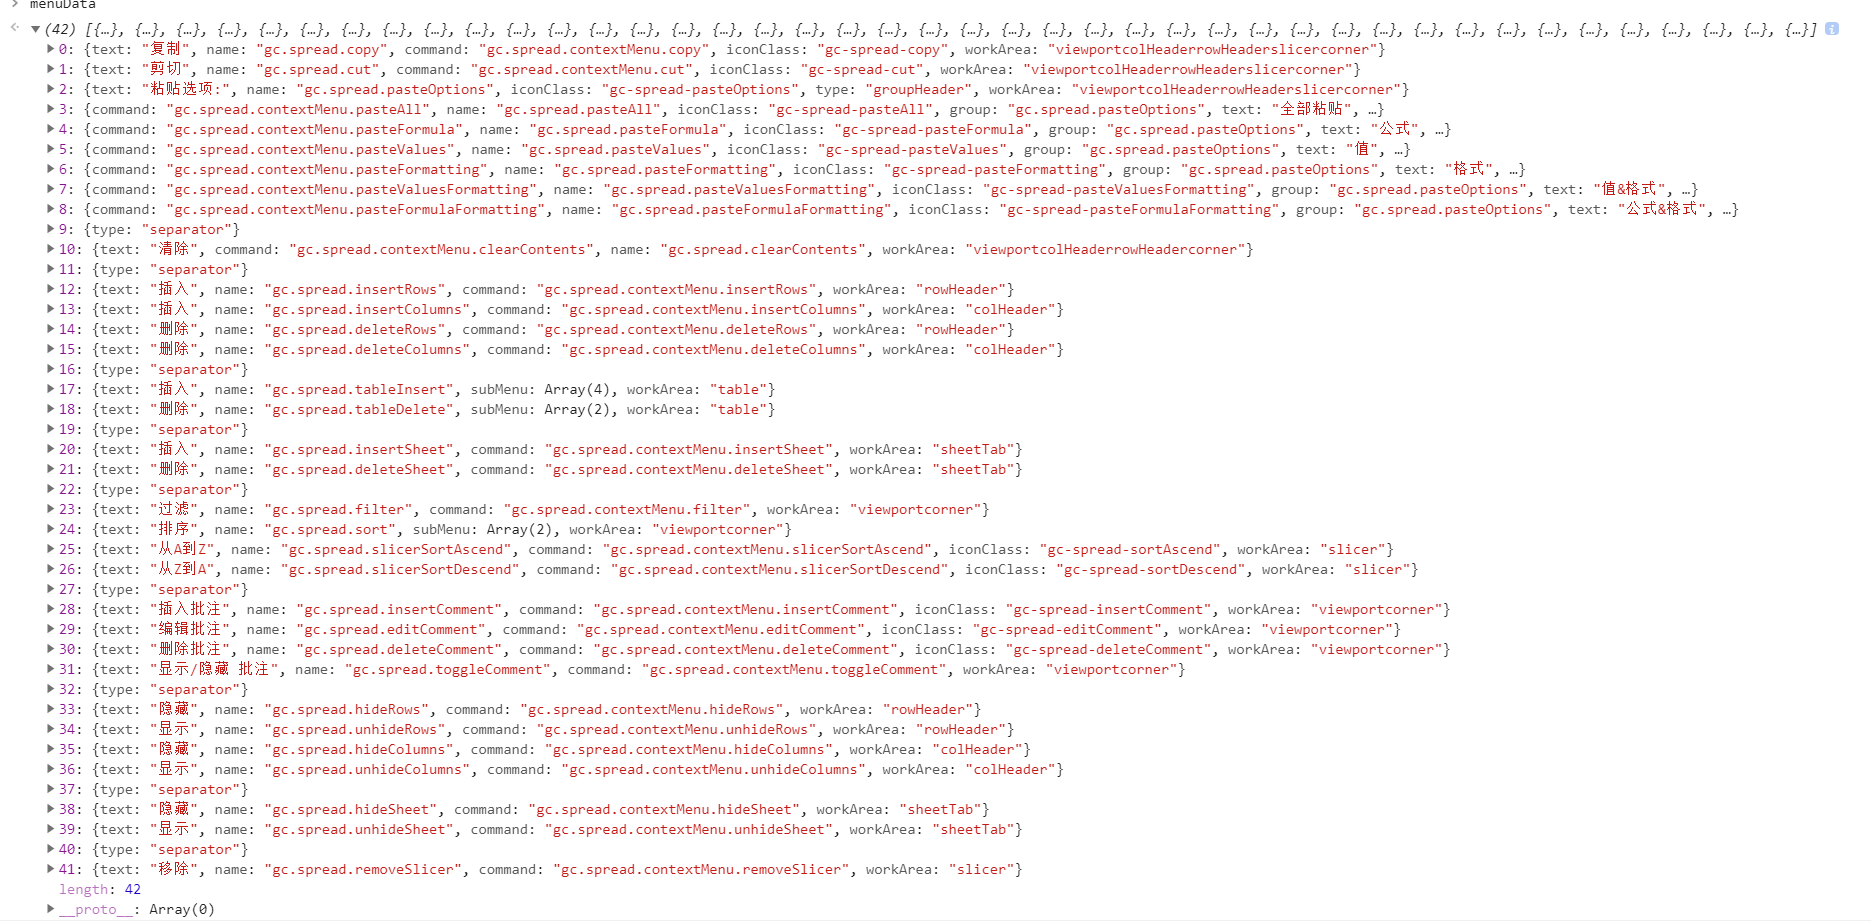 menuData
(42) [{…}, {…}, {…}, {…}, {…}, {…}, {…}, {…}, {…}, {…}, {…}, {…}, {…}, {…}, {…}, {…}, {…}, {…}, {…}, {…}, {…}, {…}, {…}, {…}, {…}, {…}, {…}, {…}, {…}, {…}, {…}, {…}, {…}, {…}, {…}, {…}, {…}, {…}, {…}, {…}, {…}, {…}]
0: {text: "复制", name: "gc.spread.copy", command: "gc.spread.contextMenu.copy", iconClass: "gc-spread-copy", workArea: "viewportcolHeaderrowHeaderslicercorner"}
1: {text: "剪切", name: "gc.spread.cut", command: "gc.spread.contextMenu.cut", iconClass: "gc-spread-cut", workArea: "viewportcolHeaderrowHeaderslicercorner"}
2: {text: "粘贴选项:", name: "gc.spread.pasteOptions", iconClass: "gc-spread-pasteOptions", type: "groupHeader", workArea: "viewportcolHeaderrowHeaderslicercorner"}
3: {command: "gc.spread.contextMenu.pasteAll", name: "gc.spread.pasteAll", iconClass: "gc-spread-pasteAll", group: "gc.spread.pasteOptions", text: "全部粘贴", …}
4: {command: "gc.spread.contextMenu.pasteFormula", name: "gc.spread.pasteFormula", iconClass: "gc-spread-pasteFormula", group: "gc.spread.pasteOptions", text: "公式", …}
5: {command: "gc.spread.contextMenu.pasteValues", name: "gc.spread.pasteValues", iconClass: "gc-spread-pasteValues", group: "gc.spread.pasteOptions", text: "值", …}
6: {command: "gc.spread.contextMenu.pasteFormatting", name: "gc.spread.pasteFormatting", iconClass: "gc-spread-pasteFormatting", group: "gc.spread.pasteOptions", text: "格式", …}
7: {command: "gc.spread.contextMenu.pasteValuesFormatting", name: "gc.spread.pasteValuesFormatting", iconClass: "gc-spread-pasteValuesFormatting", group: "gc.spread.pasteOptions", text: "值&格式", …}
8: {command: "gc.spread.contextMenu.pasteFormulaFormatting", name: "gc.spread.pasteFormulaFormatting", iconClass: "gc-spread-pasteFormulaFormatting", group: "gc.spread.pasteOptions", text: "公式&格式", …}
9: {type: "separator"}
10: {text: "清除", command: "gc.spread.contextMenu.clearContents", name: "gc.spread.clearContents", workArea: "viewportcolHeaderrowHeadercorner"}
11: {type: "separator"}
12: {text: "插入", name: "gc.spread.insertRows", command: "gc.spread.contextMenu.insertRows", workArea: "rowHeader"}
13: {text: "插入", name: "gc.spread.insertColumns", command: "gc.spread.contextMenu.insertColumns", workArea: "colHeader"}
14: {text: "删除", name: "gc.spread.deleteRows", command: "gc.spread.contextMenu.deleteRows", workArea: "rowHeader"}
15: {text: "删除", name: "gc.spread.deleteColumns", command: "gc.spread.contextMenu.deleteColumns", workArea: "colHeader"}
16: {type: "separator"}
17: {text: "插入", name: "gc.spread.tableInsert", subMenu: Array(4), workArea: "table"}
18: {text: "删除", name: "gc.spread.tableDelete", subMenu: Array(2), workArea: "table"}
19: {type: "separator"}
20: {text: "插入", name: "gc.spread.insertSheet", command: "gc.spread.contextMenu.insertSheet", workArea: "sheetTab"}
21: {text: "删除", name: "gc.spread.deleteSheet", command: "gc.spread.contextMenu.deleteSheet", workArea: "sheetTab"}
22: {type: "separator"}
23: {text: "过滤", name: "gc.spread.filter", command: "gc.spread.contextMenu.filter", workArea: "viewportcorner"}
24: {text: "排序", name: "gc.spread.sort", subMenu: Array(2), workArea: "viewportcorner"}
25: {text: "从A到Z", name: "gc.spread.slicerSortAscend", command: "gc.spread.contextMenu.slicerSortAscend", iconClass: "gc-spread-sortAscend", workArea: "slicer"}
26: {text: "从Z到A", name: "gc.spread.slicerSortDescend", command: "gc.spread.contextMenu.slicerSortDescend", iconClass: "gc-spread-sortDescend", workArea: "slicer"}
27: {type: "separator"}
28: {text: "插入批注", name: "gc.spread.insertComment", command: "gc.spread.contextMenu.insertComment", iconClass: "gc-spread-insertComment", workArea: "viewportcorner"}
29: {text: "编辑批注", name: "gc.spread.editComment", command: "gc.spread.contextMenu.editComment", iconClass: "gc-spread-editComment", workArea: "viewportcorner"}
30: {text: "删除批注", name: "gc.spread.deleteComment", command: "gc.spread.contextMenu.deleteComment", iconClass: "gc-spread-deleteComment", workArea: "viewportcorner"}
31: {text: "显示/隐藏 批注", name: "gc.spread.toggleComment", command: "gc.spread.contextMenu.toggleComment", workArea: "viewportcorner"}
32: {type: "separator"}
33: {text: "隐藏", name: "gc.spread.hideRows", command: "gc.spread.contextMenu.hideRows", workArea: "rowHeader"}
34: {text: "显示", name: "gc.spread.unhideRows", command: "gc.spread.contextMenu.unhideRows", workArea: "rowHeader"}
35: {text: "隐藏", name: "gc.spread.hideColumns", command: "gc.spread.contextMenu.hideColumns", workArea: "colHeader"}
36: {text: "显示", name: "gc.spread.unhideColumns", command: "gc.spread.contextMenu.unhideColumns", workArea: "colHeader"}
37: {type: "separator"}
38: {text: "隐藏", name: "gc.spread.hideSheet", command: "gc.spread.contextMenu.hideSheet", workArea: "sheetTab"}
39: {text: "显示", name: "gc.spread.unhideSheet", command: "gc.spread.contextMenu.unhideSheet", workArea: "sheetTab"}
40: {type: "separator"}
41: {text: "移除", name: "gc.spread.removeSlicer", command: "gc.spread.contextMenu.removeSlicer", workArea: "slicer"}
length: 42
__proto__: Array(0)